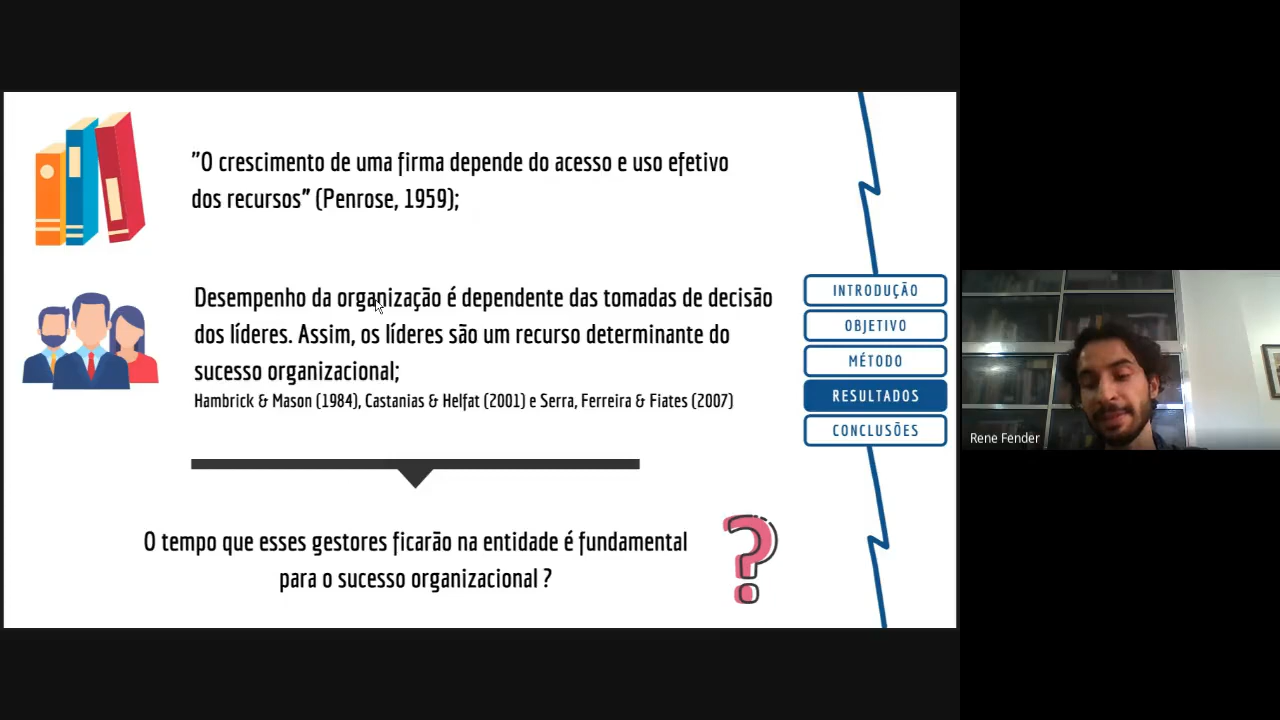 "O crescimento de uma firma depende do acesso e uso efetivo
dos recursos" (Penrose, 1959);
Desempenho da organização é dependente das tomadas de decisão
dos líderes. Assim, os líderes são um recurso determinante do
sucesso organizacional;
Hambrick & Mason (1984), Castanias & Helfat (2001) e Serra, Ferreira & Fiates (2007)
O tempo que esses gestores ficarão na entidade é fundamental
para o sucesso organizacional ?
?
INTRODUÇÃO
OBJETIVO
MÉTODO
RESULTADOS
CONCLUSÕES
Rene Fender